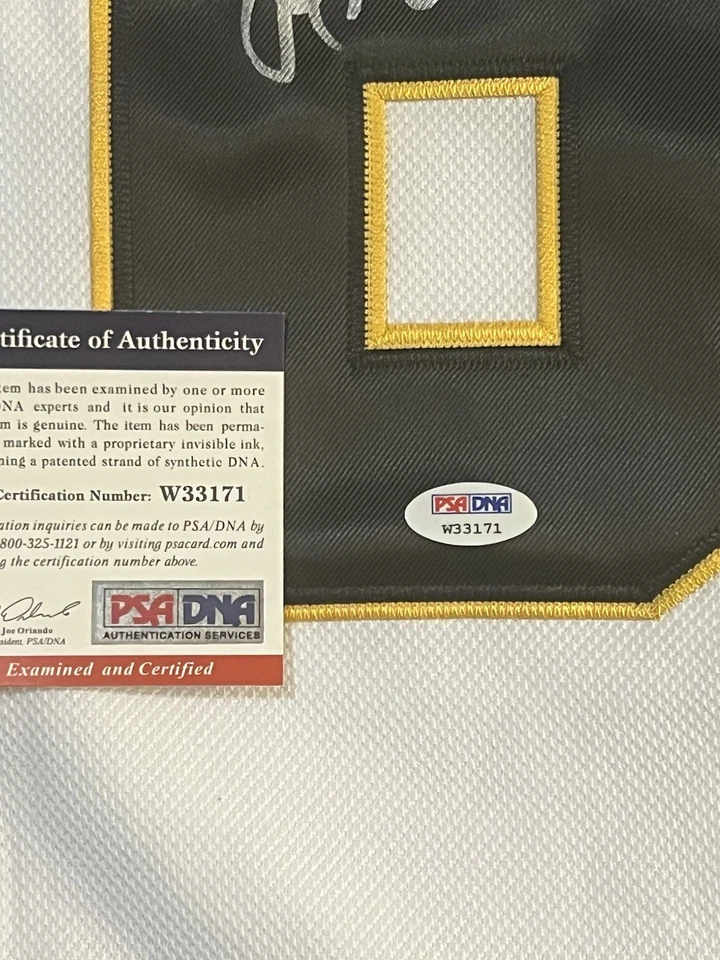 tificate of Authenticity
tem has been examined by one or more
NA experts and it is our opinion that
m is genuine. The item has been perma-
marked with a proprietary invisible ink,
ning a patented strand of synthetic DNA.
Certification Number: W33171
ation inquiries can be made to PSA/DNA by
800-325-1121 or by visiting psacard.com and
g the certification number above.
Joe Orlando
sident, PSA/DNA
PSA DNA
AUTHENTICATION SERVICES
Examined and Certified
PSA DNA
W33171